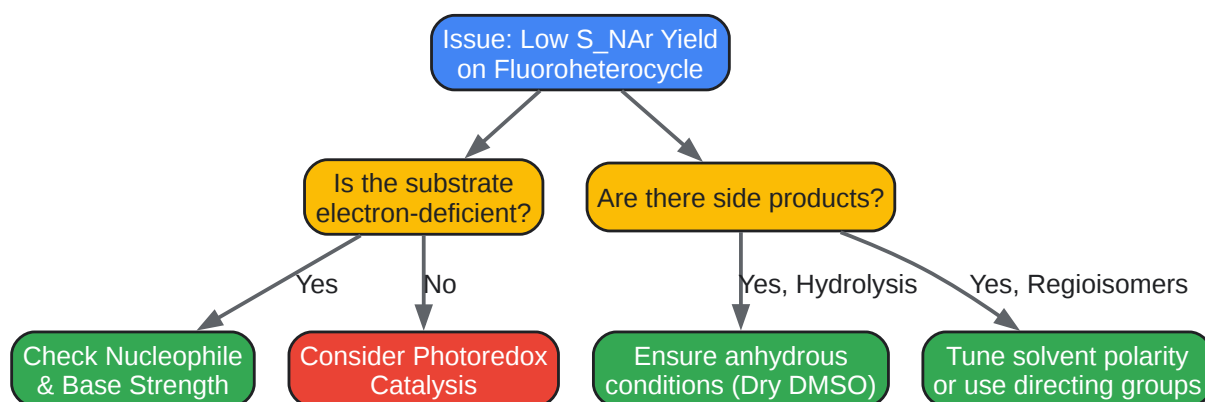 Issue: Low S_NAr Yield
on Fluoroheterocycle
Is the substrate
electron-deficient?
Are there side products?
Yes
No
Yes, Hydrolysis
Yes, Regioisomers
Check Nucleophile
& Base Strength
Consider Photoredox
Catalysis
Ensure anhydrous
conditions (Dry DMSO)
Tune solvent polarity
or use directing groups